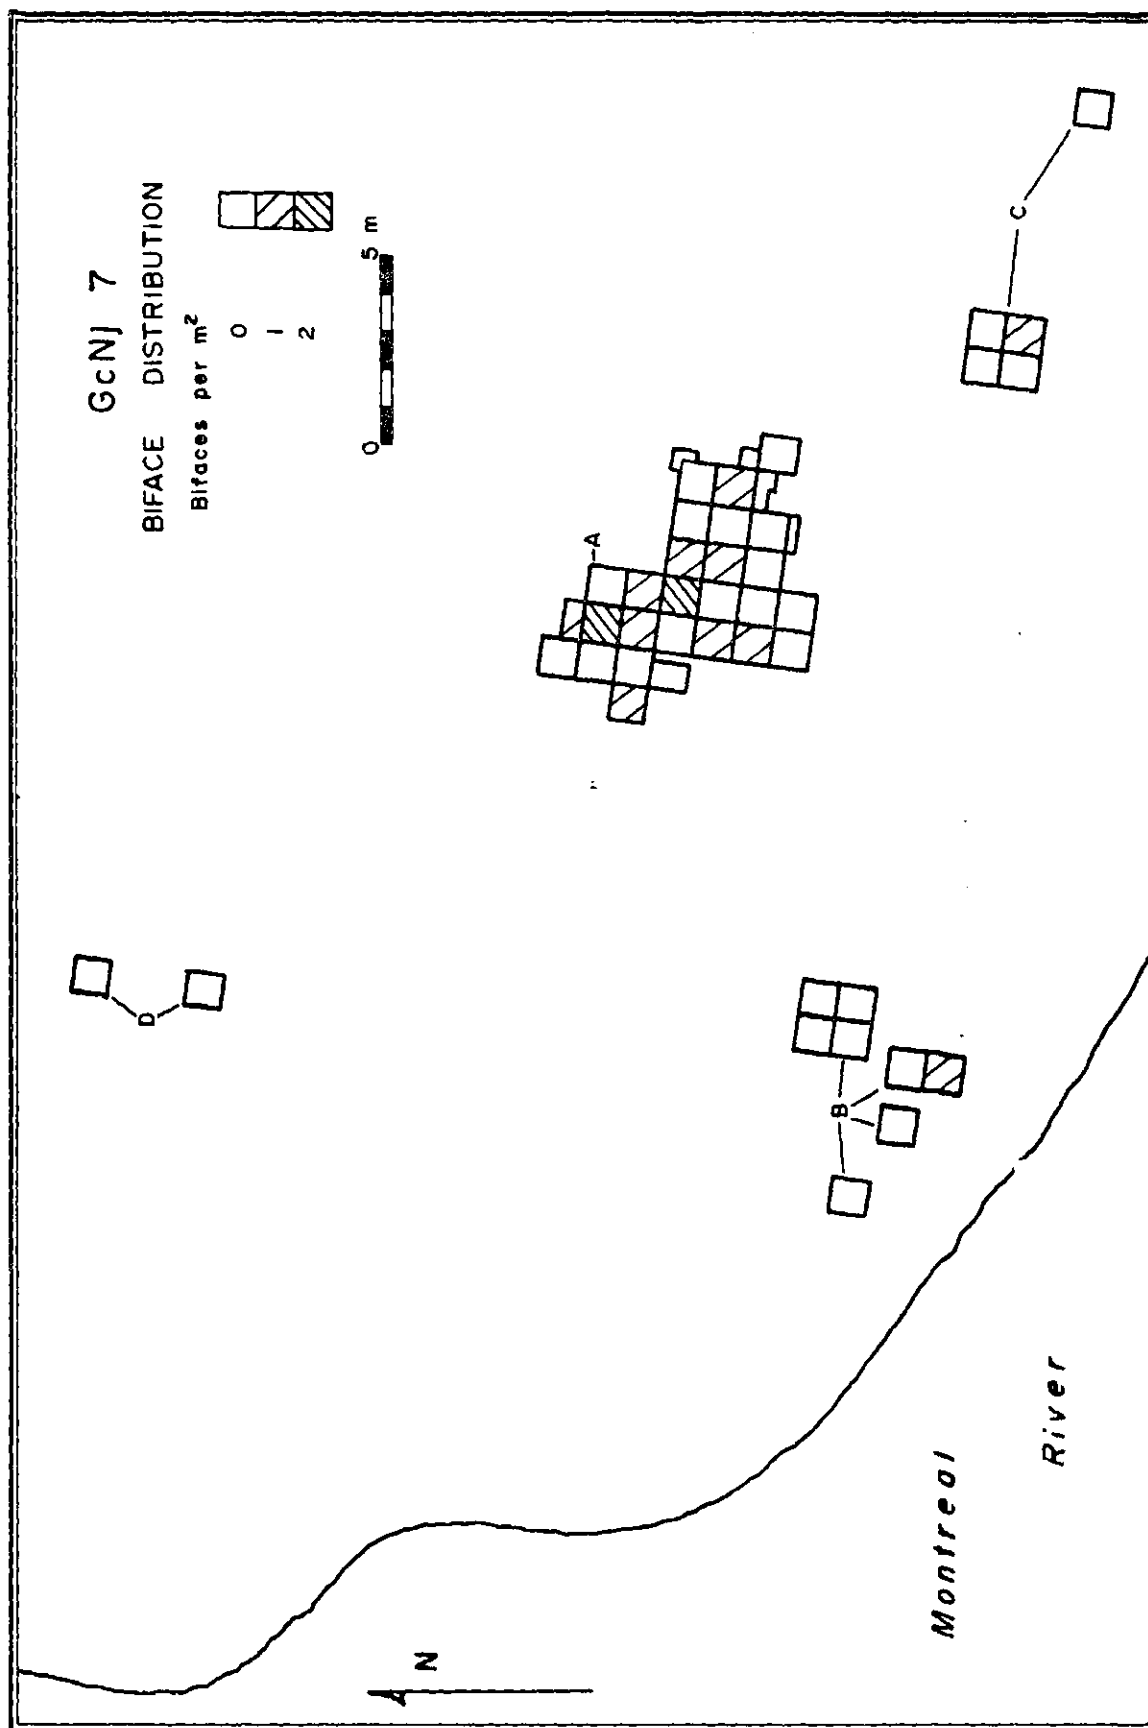 GcNj 7
BIFACE DISTRIBUTION
Bifaces per m²
0
1
2
0 5 m
A
B
C
D
N
Montreal
River